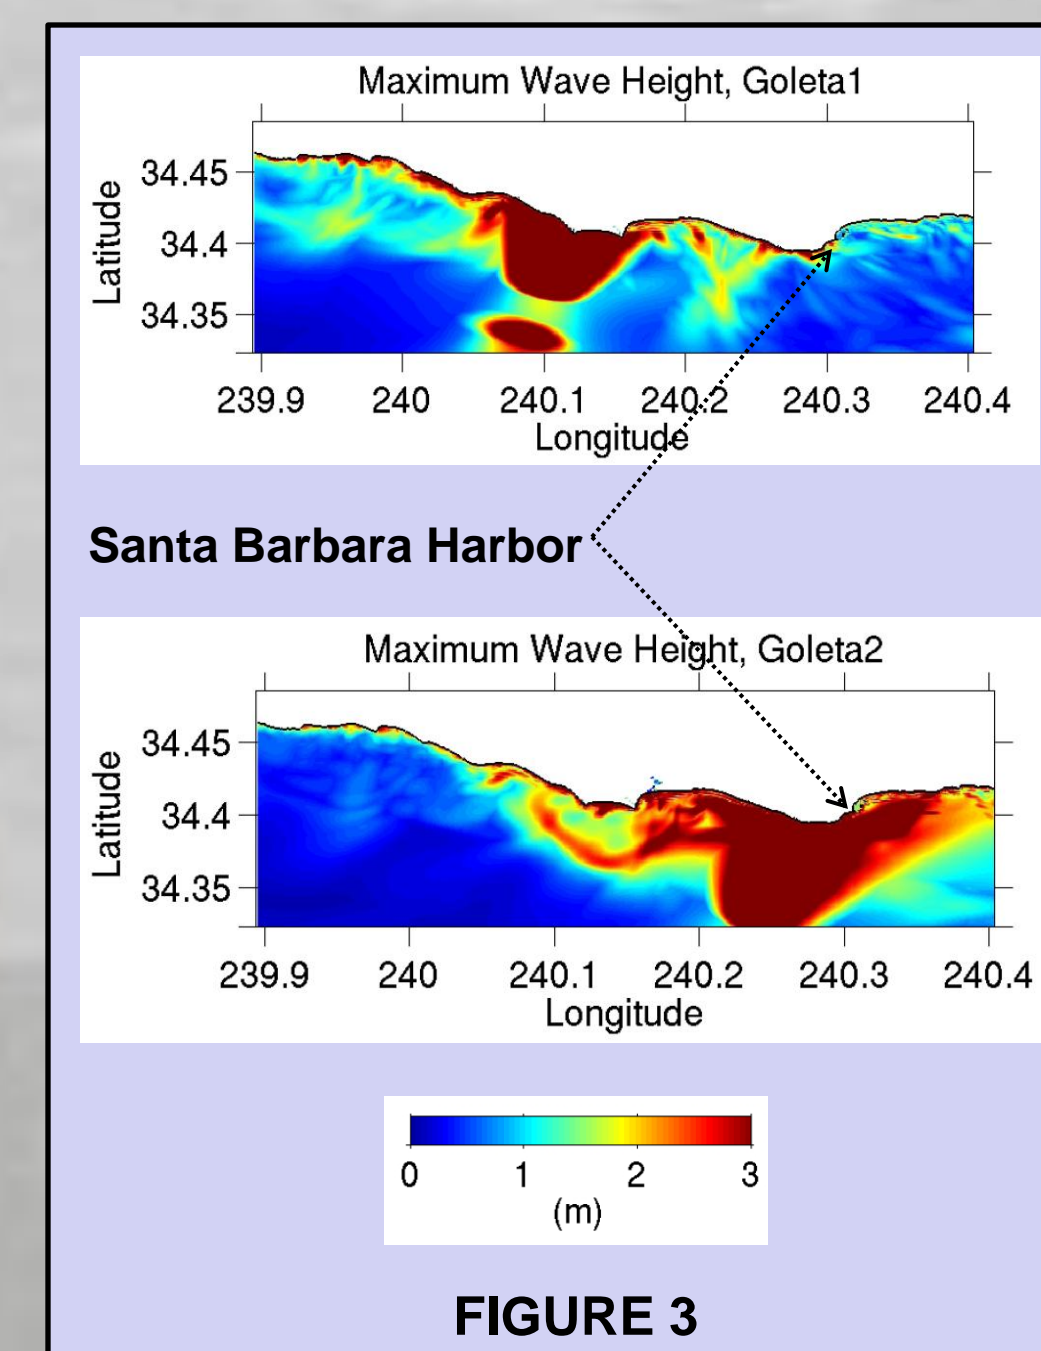 Maximum Wave Height, Goleta1
Latitude
34.45
34.4
34.35
239.9 240 240.1 240.2 240.3 240.4
Longitude
Santa Barbara Harbor
Maximum Wave Height, Goleta2
Latitude
34.45
34.4
34.35
239.9 240 240.1 240.2 240.3 240.4
Longitude
0 1 2 3
(m)
FIGURE 3